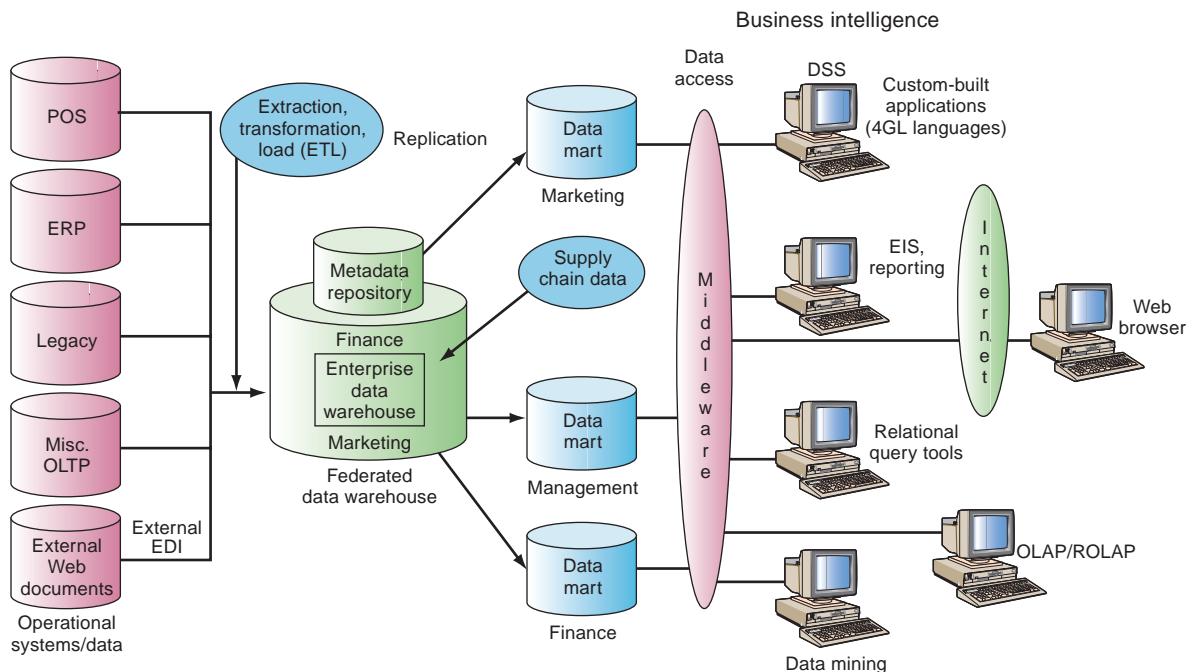 Business intelligence
Data
access
DSS
Custom-built
applications
(4GL languages)
POS
Extraction,
transformation,
load (ETL)
Replication
Data
mart
Marketing
ERP
Metadata
repository
Supply
chain data
EIS,
reporting
Internet
Web
browser
Legacy
Finance
Enterprise
data
warehouse
Marketing
Federated
data warehouse
Middleware
Data
mart
Management
Relational
query tools
Misc.
OLTP
External
EDI
External
Web
documents
Operational
systems/data
Data
mart
Finance
OLAP/ROLAP
Data mining